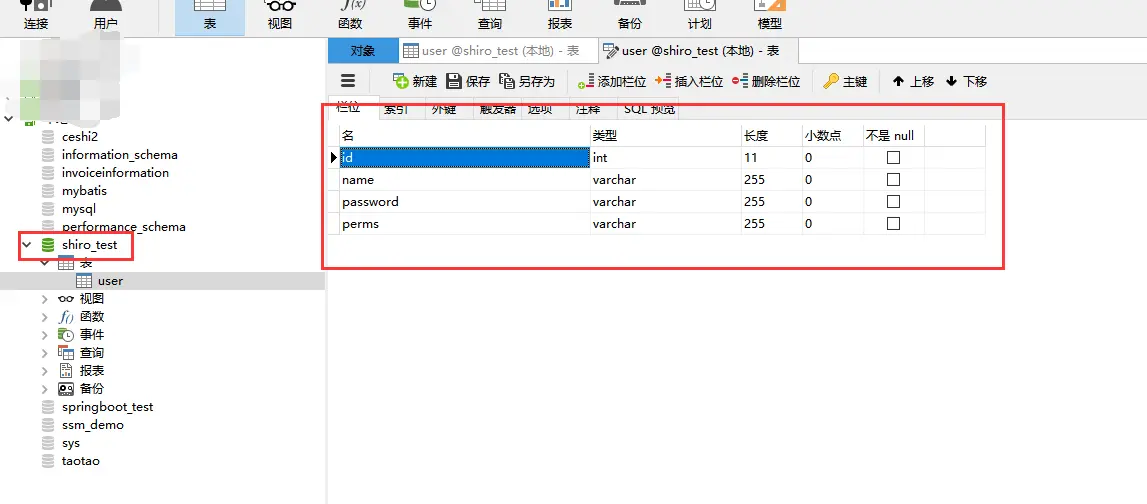 连接 用户 表 视图 函数 事件 查询 报表 备份 计划 模型
对象 user @shiro_test (本地) - 表 user @shiro_test (本地) - 表
新建 保存 另存为 添加栏位 插入栏位 删除栏位 主键 上移 下移
栏位 索引 外键 触发器 选项 注释 SQL 预览
名 类型 长度 小数点 不是 null
id int 11 0
name varchar 255 0
password varchar 255 0
perms varchar 255 0
ceshi2
information_schema
invoiceinformation
mybatis
mysql
performance_schema
shiro_test
表
user
视图
函数
事件
查询
报表
备份
springboot_test
ssm_demo
sys
taotao